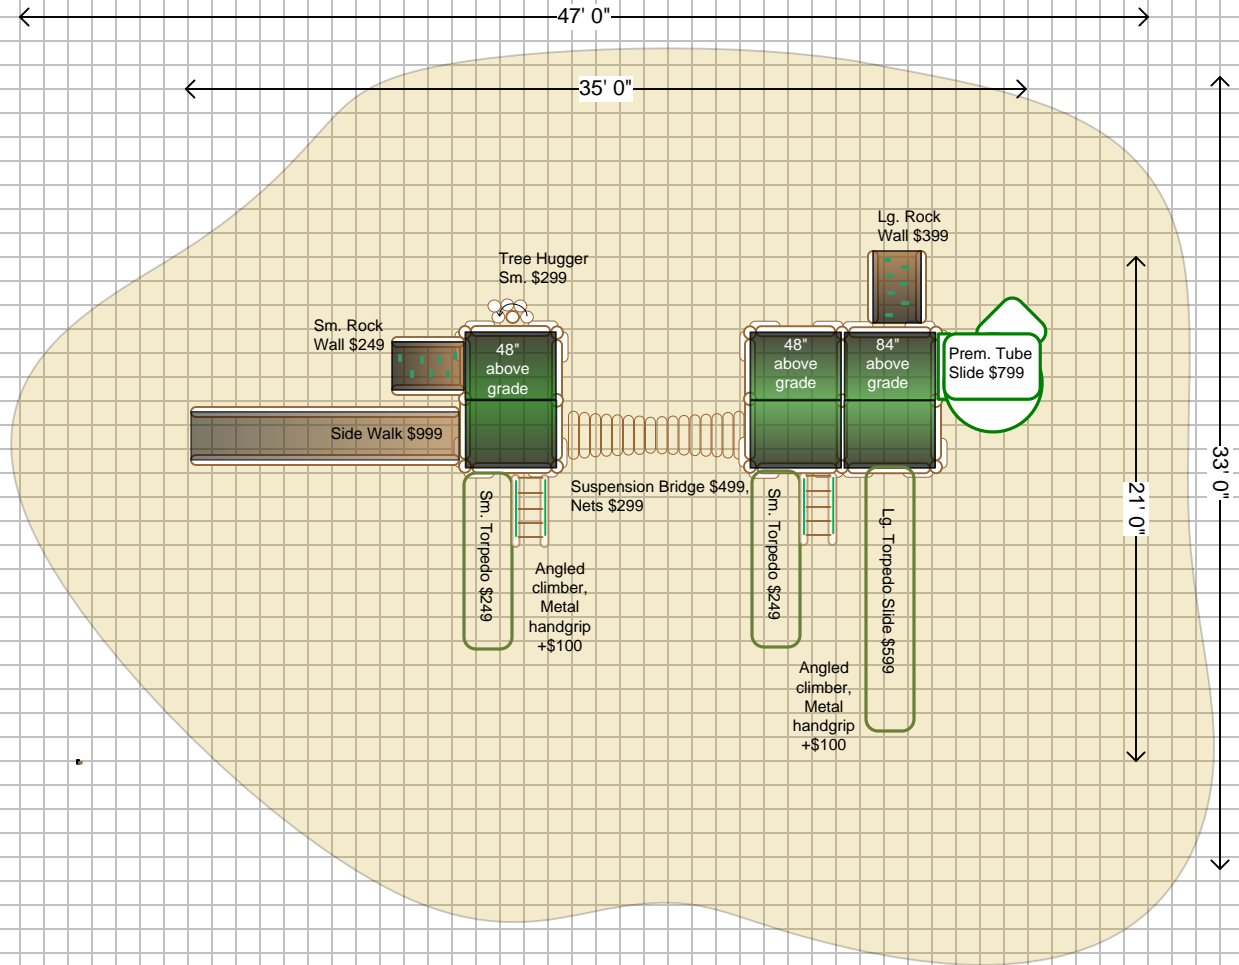 47' 0"
35' 0"
Lg. Rock
Wall $399
Tree Hugger
Sm. $299
Sm. Rock
Wall $249
48"
above
grade
48"
above
grade
84"
above
grade
Prem. Tube
Slide $799
Side Walk $999
Suspension Bridge $499,
Nets $299
Sm. Torpedo $249
Angled
climber,
Metal
handgrip
+$100
Sm. Torpedo $249
Lg. Torpedo Slide $599
Angled
climber,
Metal
handgrip
+$100
21' 0"
33' 0"